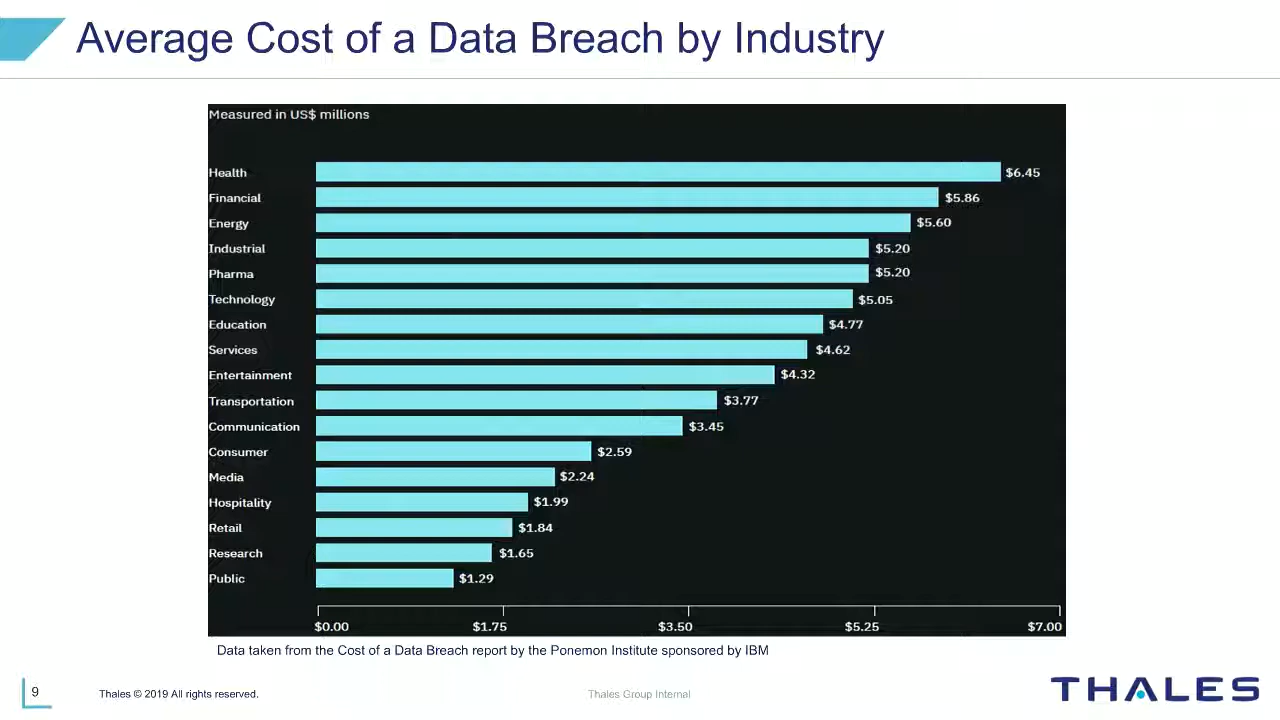 Average Cost of a Data Breach by Industry
Measured in US$ millions
Health $6.45
Financial $5.86
Energy $5.60
Industrial $5.20
Pharma $5.20
Technology $5.05
Education $4.77
Services $4.62
Entertainment $4.32
Transportation $3.77
Communication $3.45
Consumer $2.59
Media $2.24
Hospitality $1.99
Retail $1.84
Research $1.65
Public $1.29
$0.00 $1.75 $3.50 $5.25 $7.00
Data taken from the Cost of a Data Breach report by the Ponemon Institute sponsored by IBM
9 Thales © 2019 All rights reserved. Thales Group Internal THALES